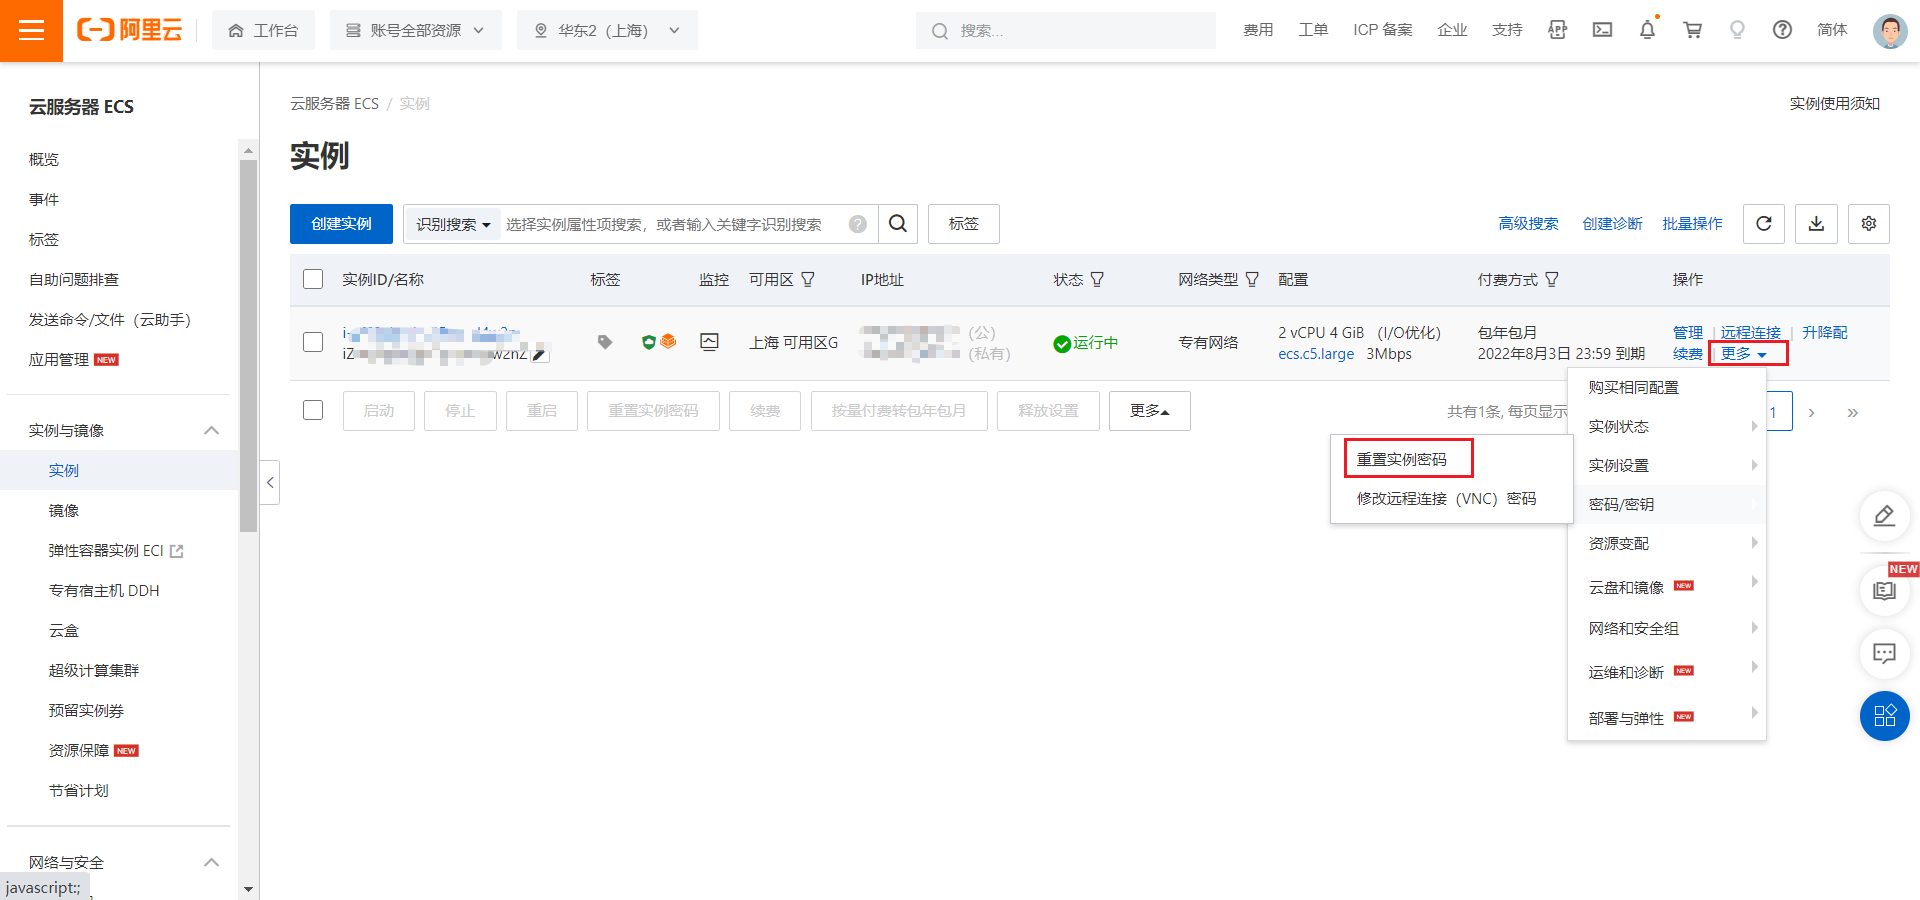 阿里云
工作台
账号全部资源
华东2（上海）
搜索...
费用
工单
ICP 备案
企业
支持
APP
简体
云服务器 ECS
概览
事件
标签
自助问题排查
发送命令/文件（云助手）
应用管理 NEW
实例与镜像
实例
镜像
弹性容器实例 ECI
专有宿主机 DDH
云盒
超级计算集群
预留实例券
资源保障 NEW
节省计划
网络与安全
javascript:;
云服务器 ECS / 实例
实例使用须知
实例
创建实例
识别搜索
选择实例属性项搜索，或者输入关键字识别搜索
标签
高级搜索
创建诊断
批量操作
实例ID/名称
标签
监控
可用区
IP地址
状态
网络类型
配置
付费方式
操作
上海 可用区G
(公)
(私有)
运行中
专有网络
2 vCPU 4 GiB （I/O优化）
ecs.c5.large 3Mbps
包年包月
2022年8月3日 23:59 到期
管理 | 远程连接 | 升降配
续费 | 更多
启动
停止
重启
重置实例密码
续费
按量付费转包年包月
释放设置
更多
共有1条, 每页显示
1
购买相同配置
实例状态
实例设置
密码/密钥
资源变配
云盘和镜像 NEW
网络和安全组
运维和诊断 NEW
部署与弹性 NEW
重置实例密码
修改远程连接（VNC）密码
NEW